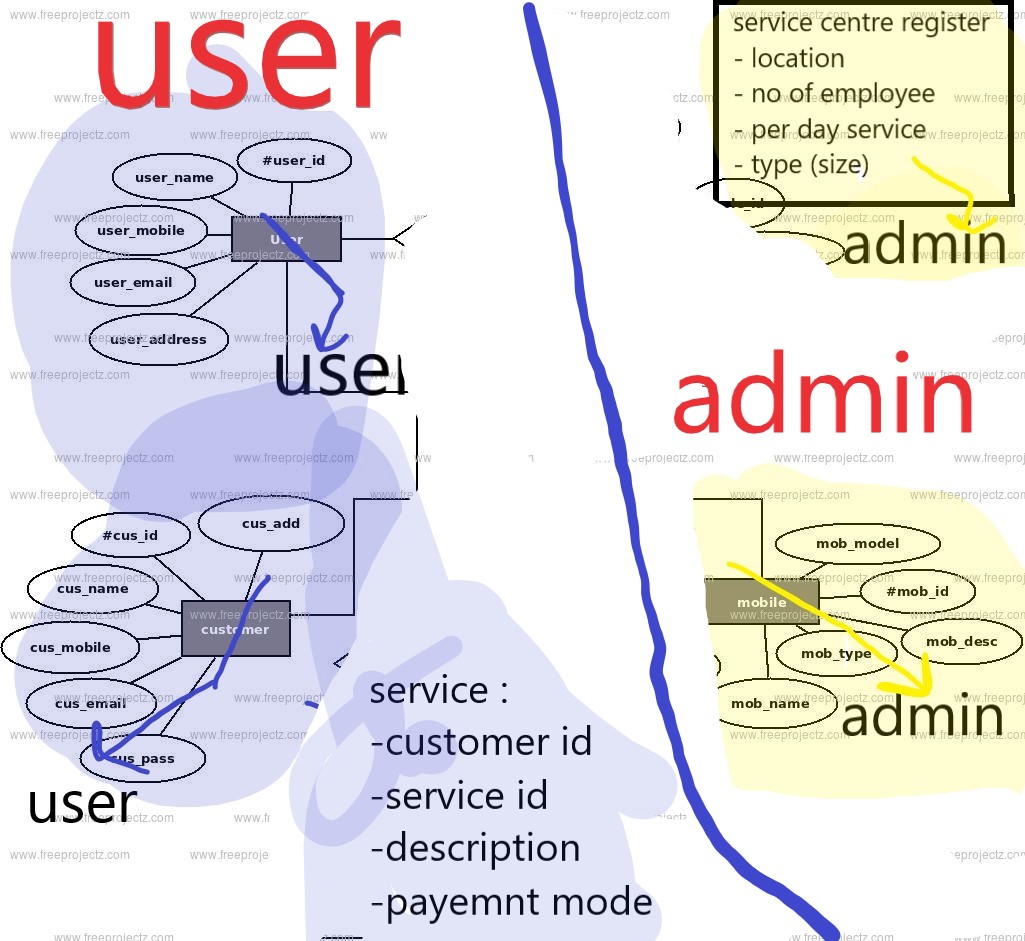 user
#user_id
user_name
user_mobile
User
user_email
user_address
user
#cus_id
cus_add
cus_name
customer
cus_mobile
cus_email
cus_pass
user
service :
-customer id
-service id
-description
-payemnt mode
service centre register
- location
- no of employee
- per day service
- type (size)
admin
admin
mob_model
#mob_id
mobile
mob_desc
mob_type
mob_name
admin
www.freeprojectz.com